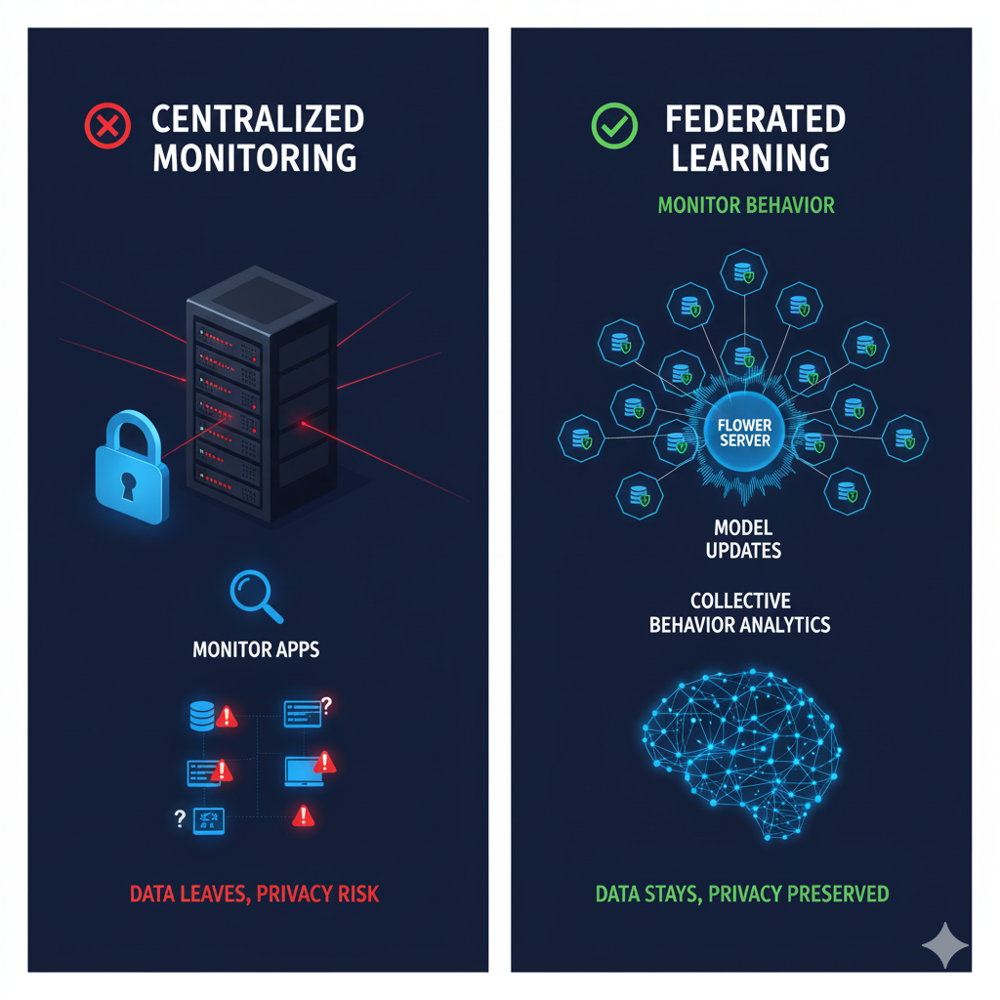 CENTRALIZED
MONITORING
MONITOR APPS
?
?
DATA LEAVES, PRIVACY RISK
FEDERATED
LEARNING
MONITOR BEHAVIOR
FLOWER
SERVER
MODEL
UPDATES
COLLECTIVE
BEHAVIOR ANALYTICS
DATA STAYS, PRIVACY PRESERVED